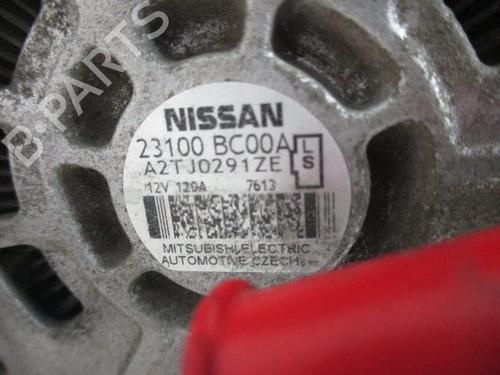 B-PARTS
NISSAN
23100 BC00A
L
S
A2TJ0291ZE
12V 120A 7613
MITSUBISHI ELECTRIC
AUTOMOTIVE CZECH